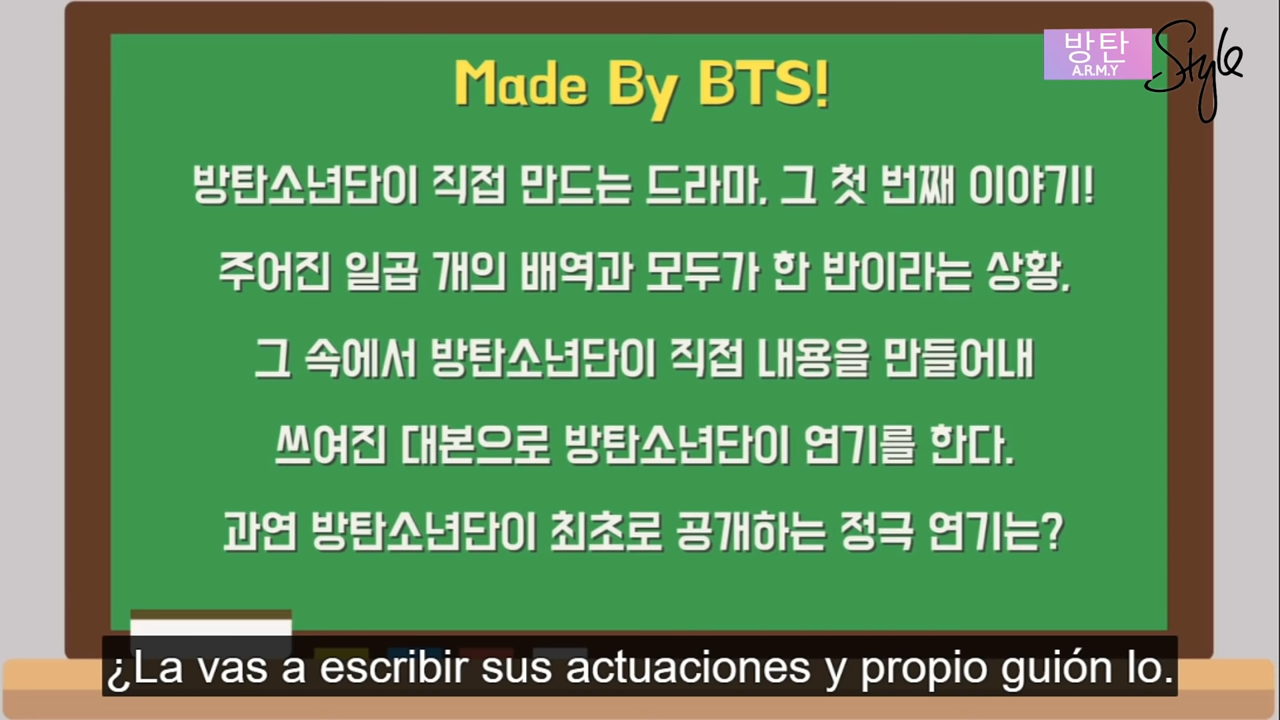 방탄
A.R.M.Y
Style
Made By BTS!
방탄소년단이 직접 만드는 드라마, 그 첫 번째 이야기!
주어진 일곱 개의 배역과 모두가 한 반이라는 상황,
그 속에서 방탄소년단이 직접 내용을 만들어내
쓰여진 대본으로 방탄소년단이 연기를 한다.
과연 방탄소년단이 최초로 공개하는 정극 연기는?
¿La vas a escribir sus actuaciones y propio guión lo.